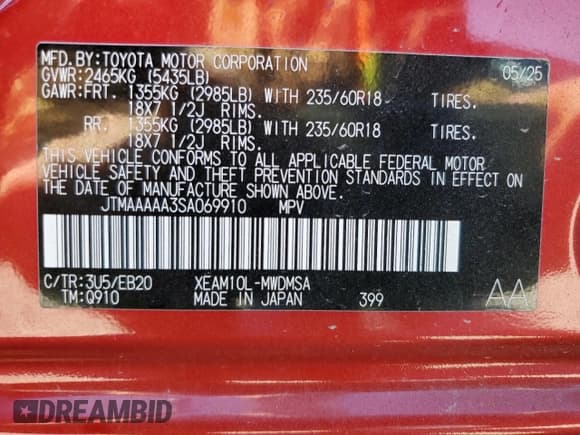 MFD.BY:TOYOTA MOTOR CORPORATION 05/25
GVWR:2465KG (5435LB)
GAWR:FRT. 1355KG (2985LB) WITH 235/60R18 TIRES.
18X7 1/2J RIMS.
RR. 1355KG (2985LB) WITH 235/60R18 TIRES.
18X7 1/2J RIMS.
THIS VEHICLE CONFORMS TO ALL APPLICABLE FEDERAL MOTOR
VEHICLE SAFETY AND THEFT PREVENTION STANDARDS IN EFFECT
ON THE DATE OF MANUFACTURE SHOWN ABOVE.
JTMAAAAA3SA069910 MPV
C/TR:3U5/EB20 XEAM10L-MWDMSA
TM:Q910 MADE IN JAPAN 399 AA
DREAMBID